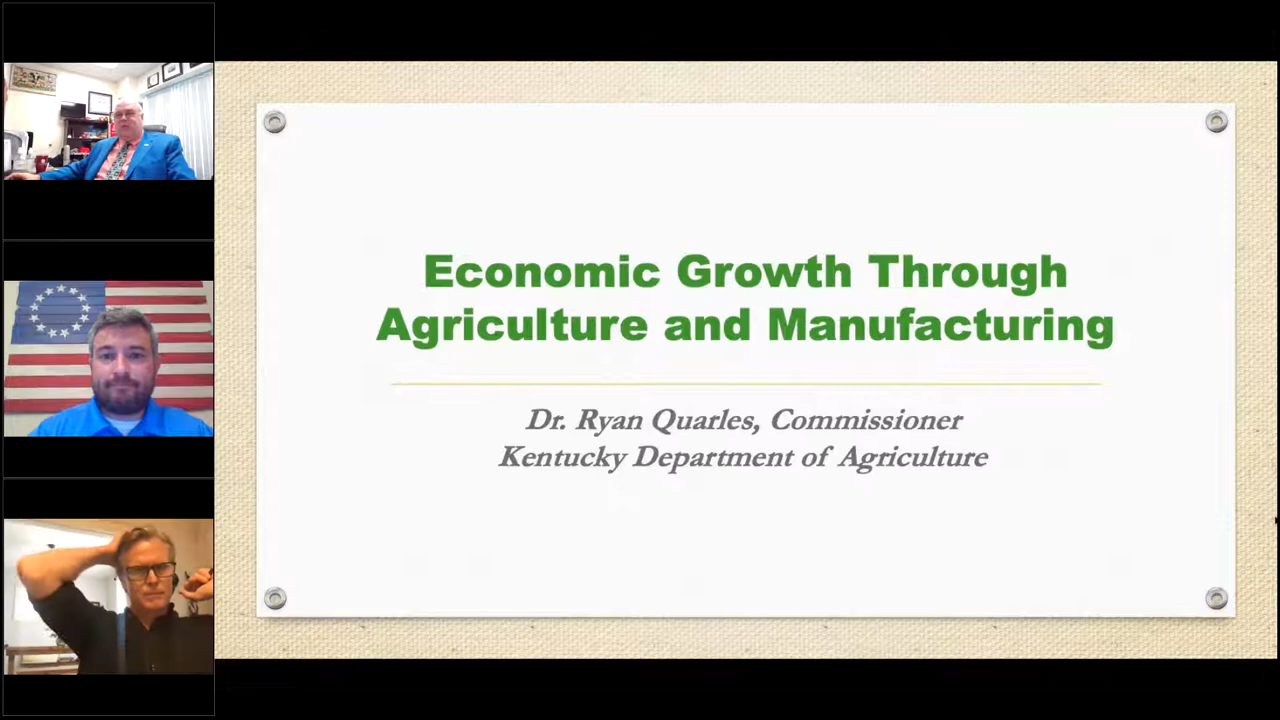 Economic Growth Through
Agriculture and Manufacturing
Dr. Ryan Quarles, Commissioner
Kentucky Department of Agriculture